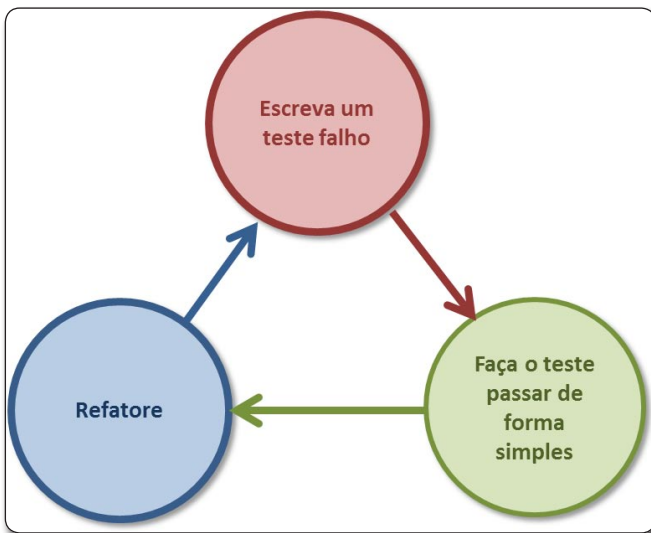 Escreva um
teste falho
Faça o teste
passar de
forma
simples
Refatore